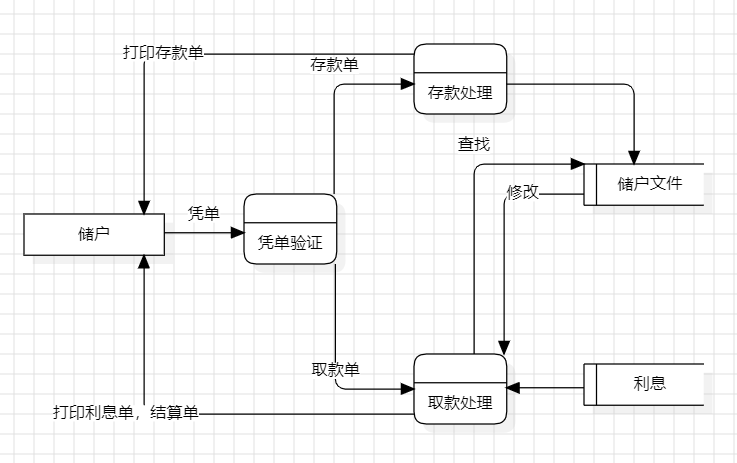 打印存款单
存款单
存款处理
查找
储户文件
修改
凭单
储户
凭单验证
取款单
利息
取款处理
打印利息单，结算单